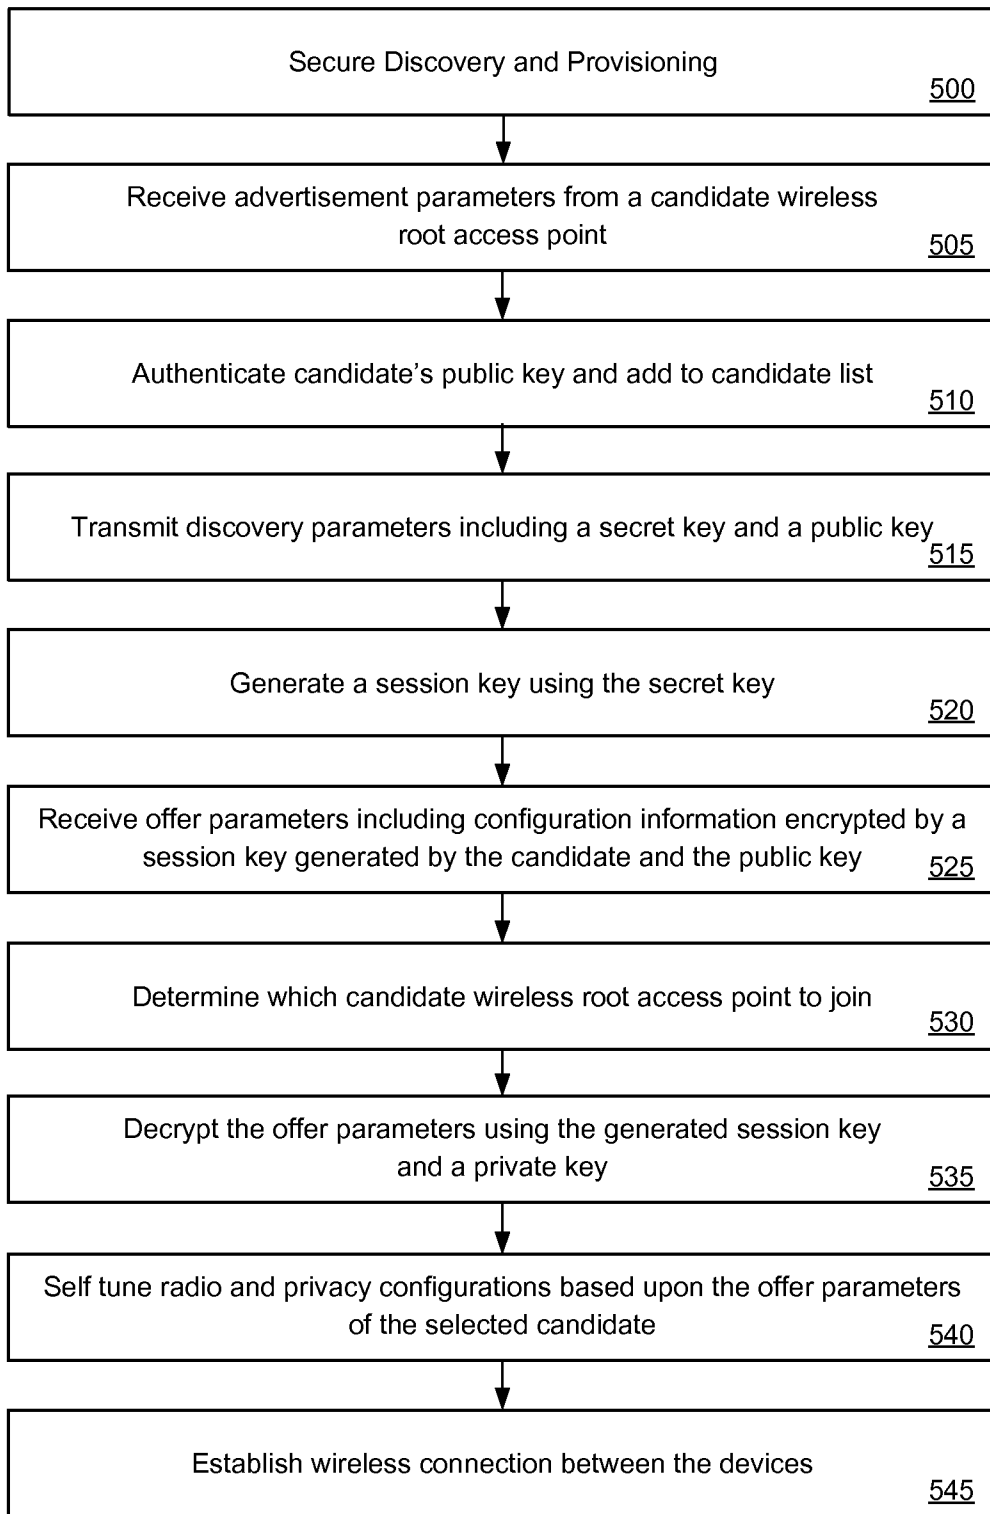 Secure Discovery and Provisioning
500
Receive advertisement parameters from a candidate wireless
root access point
505
Authenticate candidate's public key and add to candidate list
510
Transmit discovery parameters including a secret key and a public key
515
Generate a session key using the secret key
520
Receive offer parameters including configuration information encrypted by a
session key generated by the candidate and the public key
525
Determine which candidate wireless root access point to join
530
Decrypt the offer parameters using the generated session key
and a private key
535
Self tune radio and privacy configurations based upon the offer parameters
of the selected candidate
540
Establish wireless connection between the devices
545